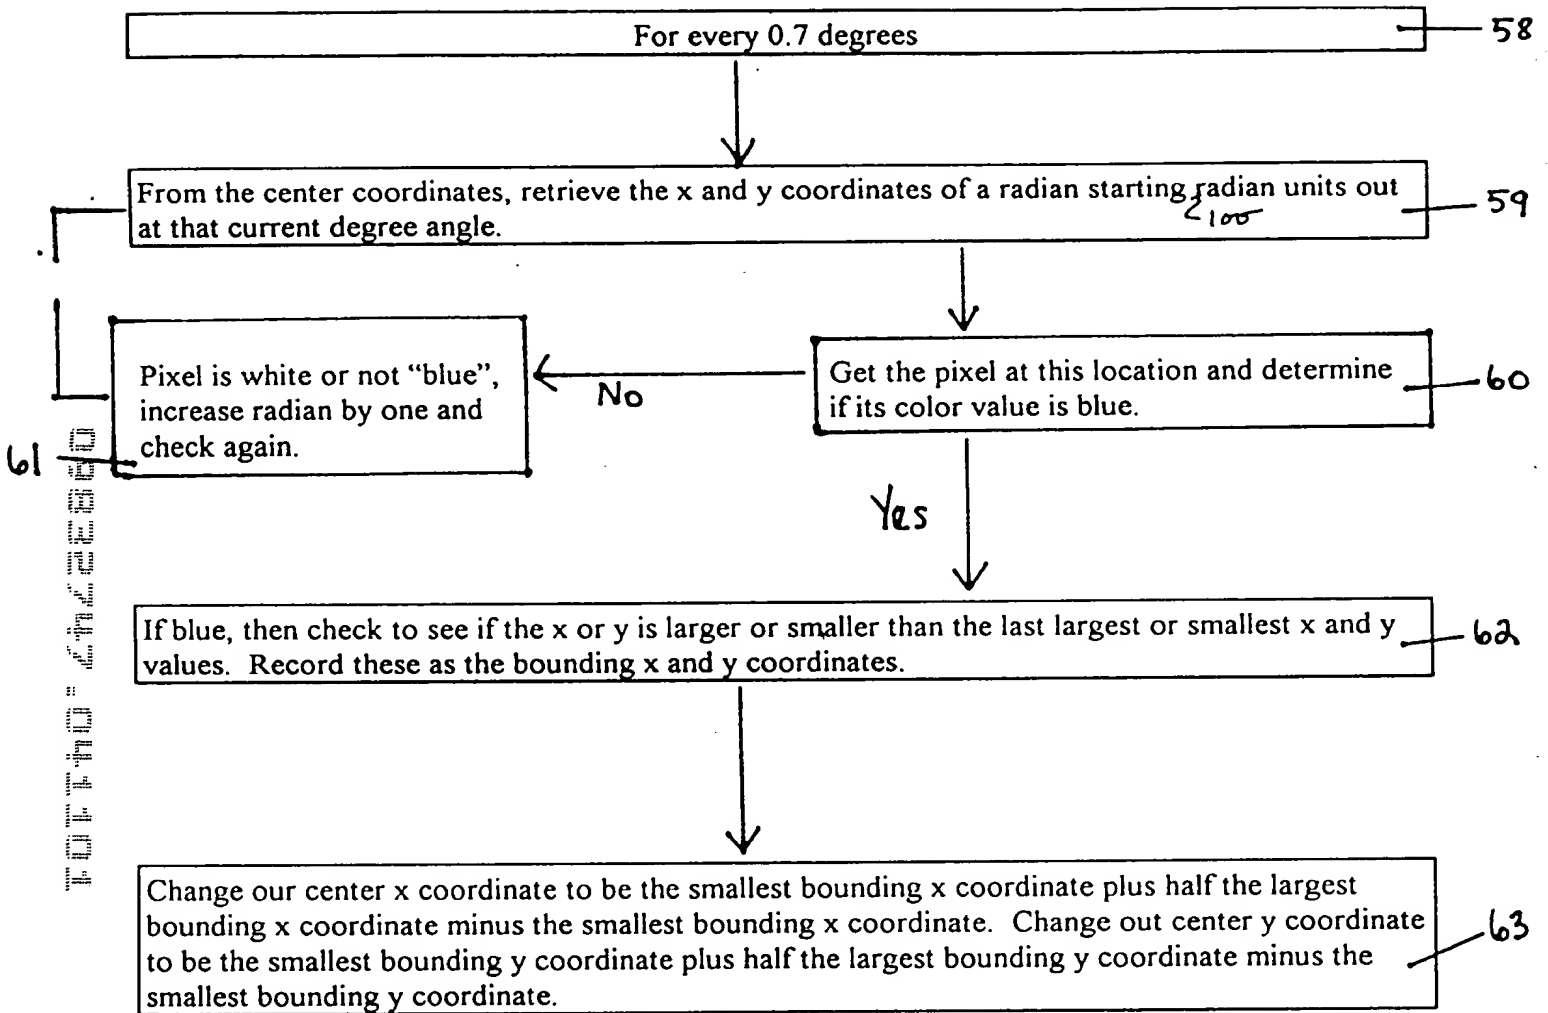 For every 0.7 degrees
58
From the center coordinates, retrieve the x and y coordinates of a radian starting radian units out
100
at that current degree angle.
59
Pixel is white or not “blue”,
increase radian by one and
check again.
61
No
Get the pixel at this location and determine
if its color value is blue.
60
Yes
If blue, then check to see if the x or y is larger or smaller than the last largest or smallest x and y
values. Record these as the bounding x and y coordinates.
62
Change our center x coordinate to be the smallest bounding x coordinate plus half the largest
bounding x coordinate minus the smallest bounding x coordinate. Change out center y coordinate
to be the smallest bounding y coordinate plus half the largest bounding y coordinate minus the
smallest bounding y coordinate.
63
09832747 . 041101